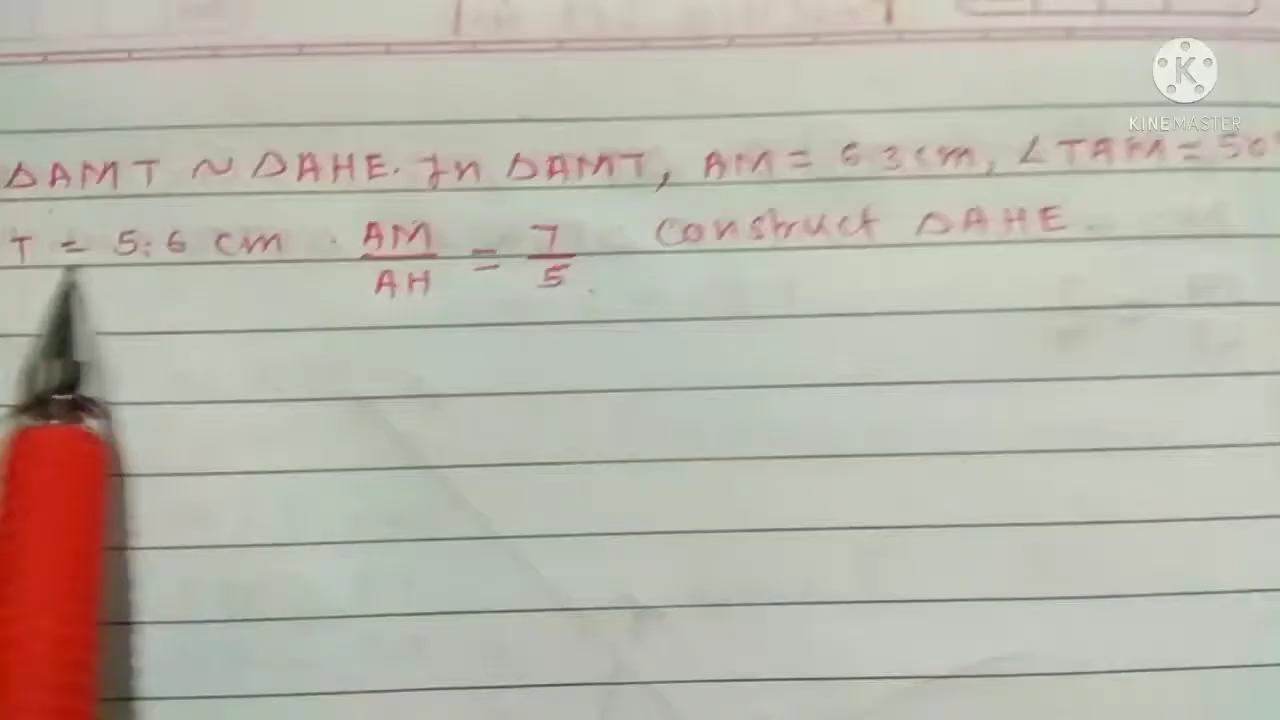 KINEMASTER
ΔAMT ~ ΔAHE. In ΔAMT, AM = 6 3 cm, ∠TAM = 50°
T = 5.6 cm . AM/AH = 7/5 construct ΔAHE.